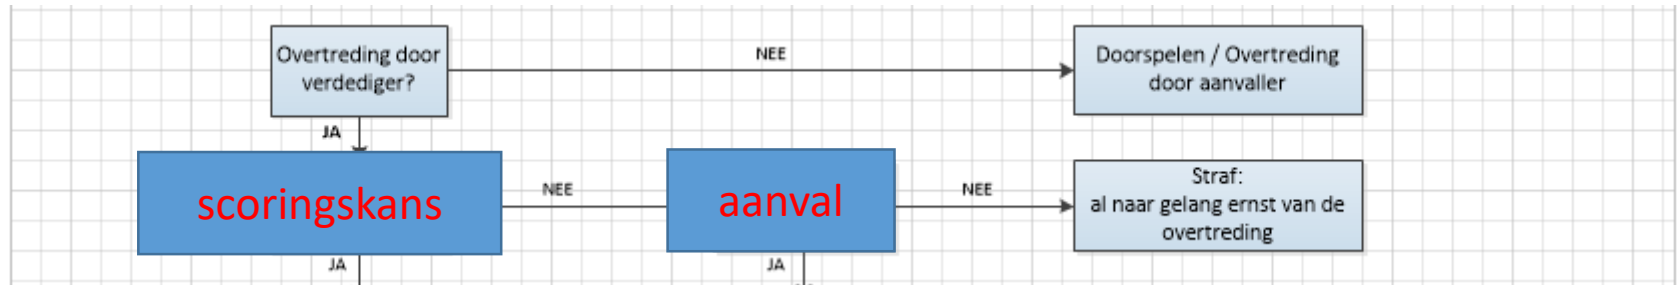 Overtreding door
verdediger?
NEE
Doorspelen / Overtreding
door aanvaller
JA
scoringskans
NEE
aanval
NEE
Straf:
al naar gelang ernst van de
overtreding
JA
JA